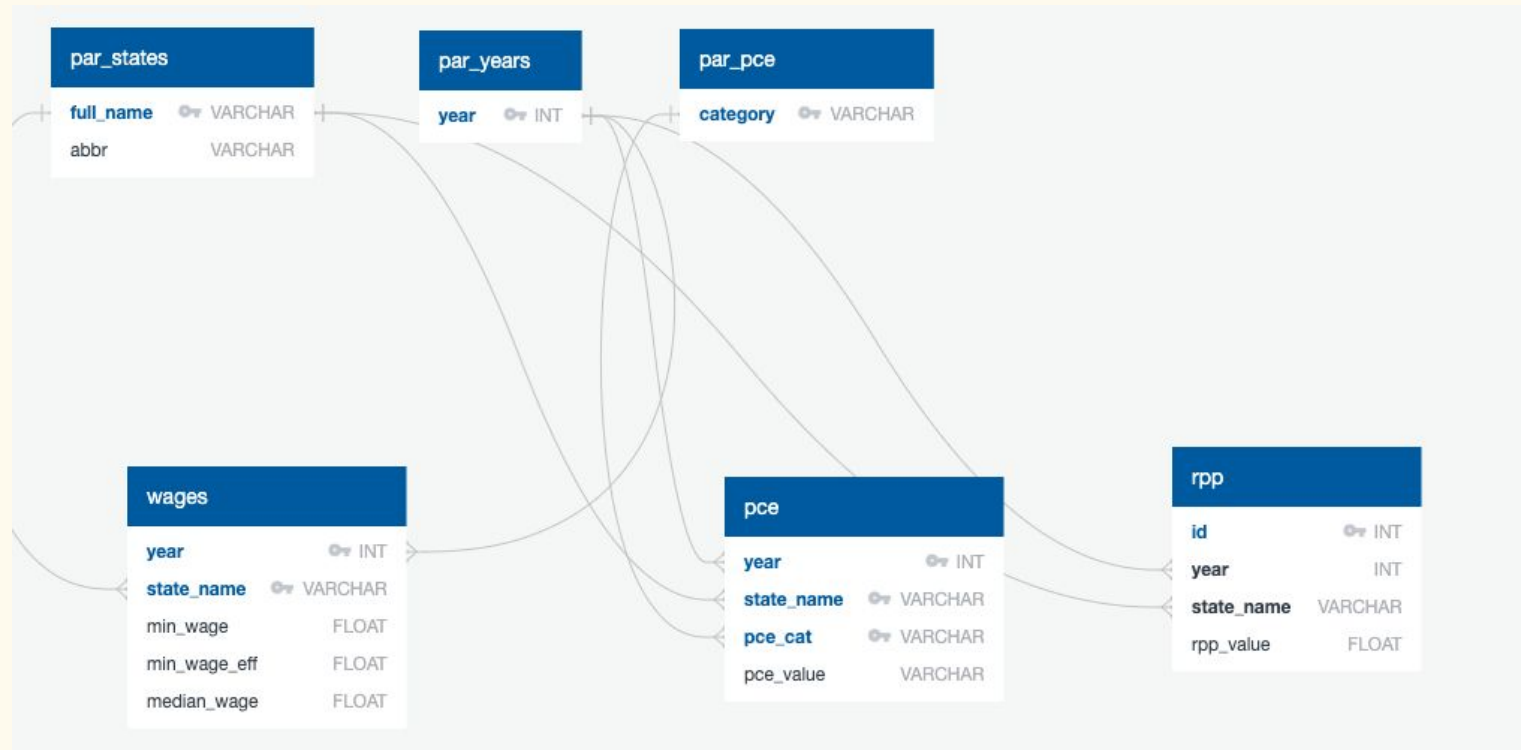 par_states
full_name VARCHAR
abbr VARCHAR
par_years
year INT
par_pce
category VARCHAR
wages
year INT
state_name VARCHAR
min_wage FLOAT
min_wage_eff FLOAT
median_wage FLOAT
pce
year INT
state_name VARCHAR
pce_cat VARCHAR
pce_value VARCHAR
rpp
id INT
year INT
state_name VARCHAR
rpp_value FLOAT